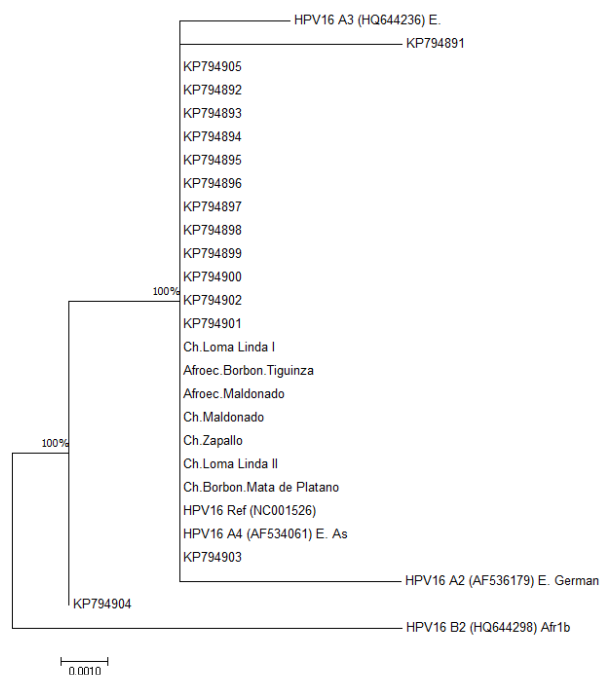 HPV16 A3 (HQ644236) E.
KP794891
KP794905
KP794892
KP794893
KP794894
KP794895
KP794896
KP794897
KP794898
KP794899
KP794900
KP794902
KP794901
100%
Ch.Loma Linda I
Afroec.Borbon.Tiguinza
Afroec.Maldonado
Ch.Maldonado
Ch.Zapallo
100%
Ch.Loma Linda II
Ch.Borbon.Mata de Platano
HPV16 Ref (NC001526)
HPV16 A4 (AF534061) E. As
KP794903
HPV16 A2 (AF536179) E. German
KP794904
HPV16 B2 (HQ644298) Afr1b
0.0010